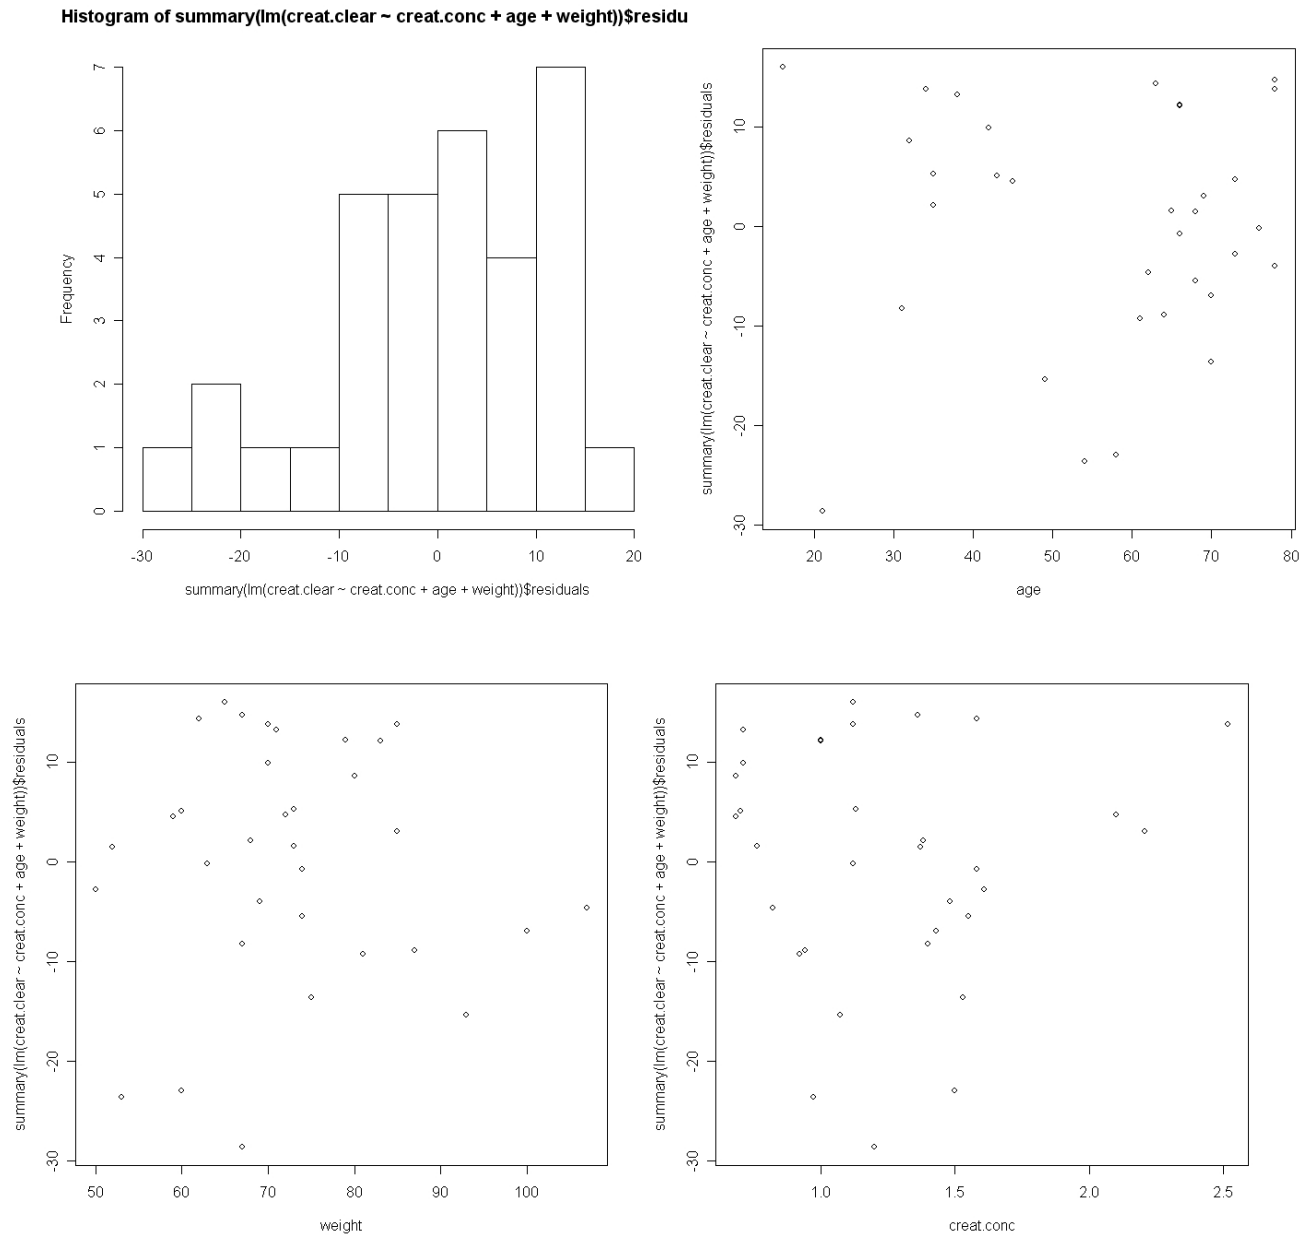 Histogram of summary(lm(creat.clear ~ creat.conc + age + weight))$residu
Frequency
0 1 2 3 4 5 6 7
-30 -20 -10 0 10 20
summary(lm(creat.clear ~ creat.conc + age + weight))$residuals
summary(lm(creat.clear ~ creat.conc + age + weight))$residuals
-30 -20 -10 0 10
20 30 40 50 60 70 80
age
summary(lm(creat.clear ~ creat.conc + age + weight))$residuals
-30 -20 -10 0 10
50 60 70 80 90 100
weight
summary(lm(creat.clear ~ creat.conc + age + weight))$residuals
-30 -20 -10 0 10
1.0 1.5 2.0 2.5
creat.conc